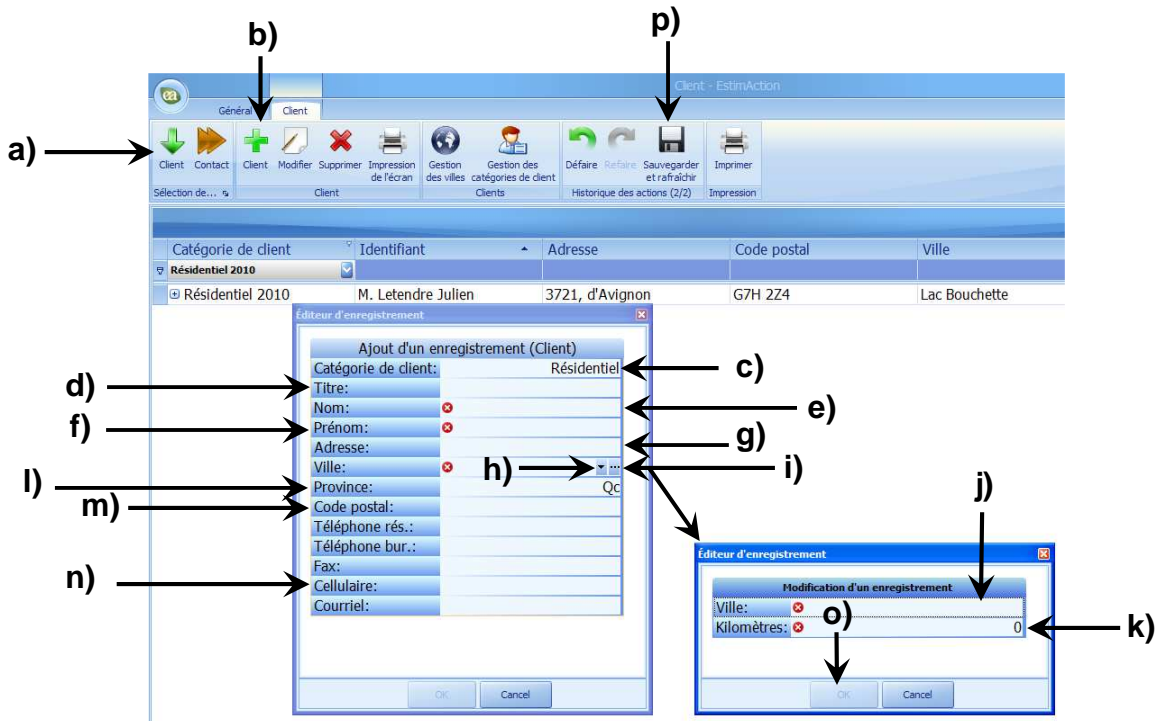 b)
p)
ea
Client - EstimAction
Général Client
a)
Client Contact Client Modifier Supprimer Impression de l'écran Gestion des villes Gestion des catégories de client Défaire Refaire Sauvegarder et rafraîchir Imprimer
Sélection de... Client Clients Historique des actions (2/2) Impression
Catégorie de client Identifiant Adresse Code postal Ville
Résidentiel 2010
Résidentiel 2010 M. Letendre Julien 3721, d'Avignon G7H 2Z4 Lac Bouchette
Éditeur d'enregistrement
Ajout d'un enregistrement (Client)
Catégorie de client: Résidentiel
c)
d)
Titre:
Nom:
e)
f)
Prénom:
g)
Adresse:
Ville:
h)
i)
l)
Province: Qc
j)
m)
Code postal:
Téléphone rés.:
Téléphone bur.:
Fax:
n)
Cellulaire:
Courriel:
OK Cancel
Éditeur d'enregistrement
Modification d'un enregistrement
Ville:
o)
Kilomètres: 0
k)
OK Cancel